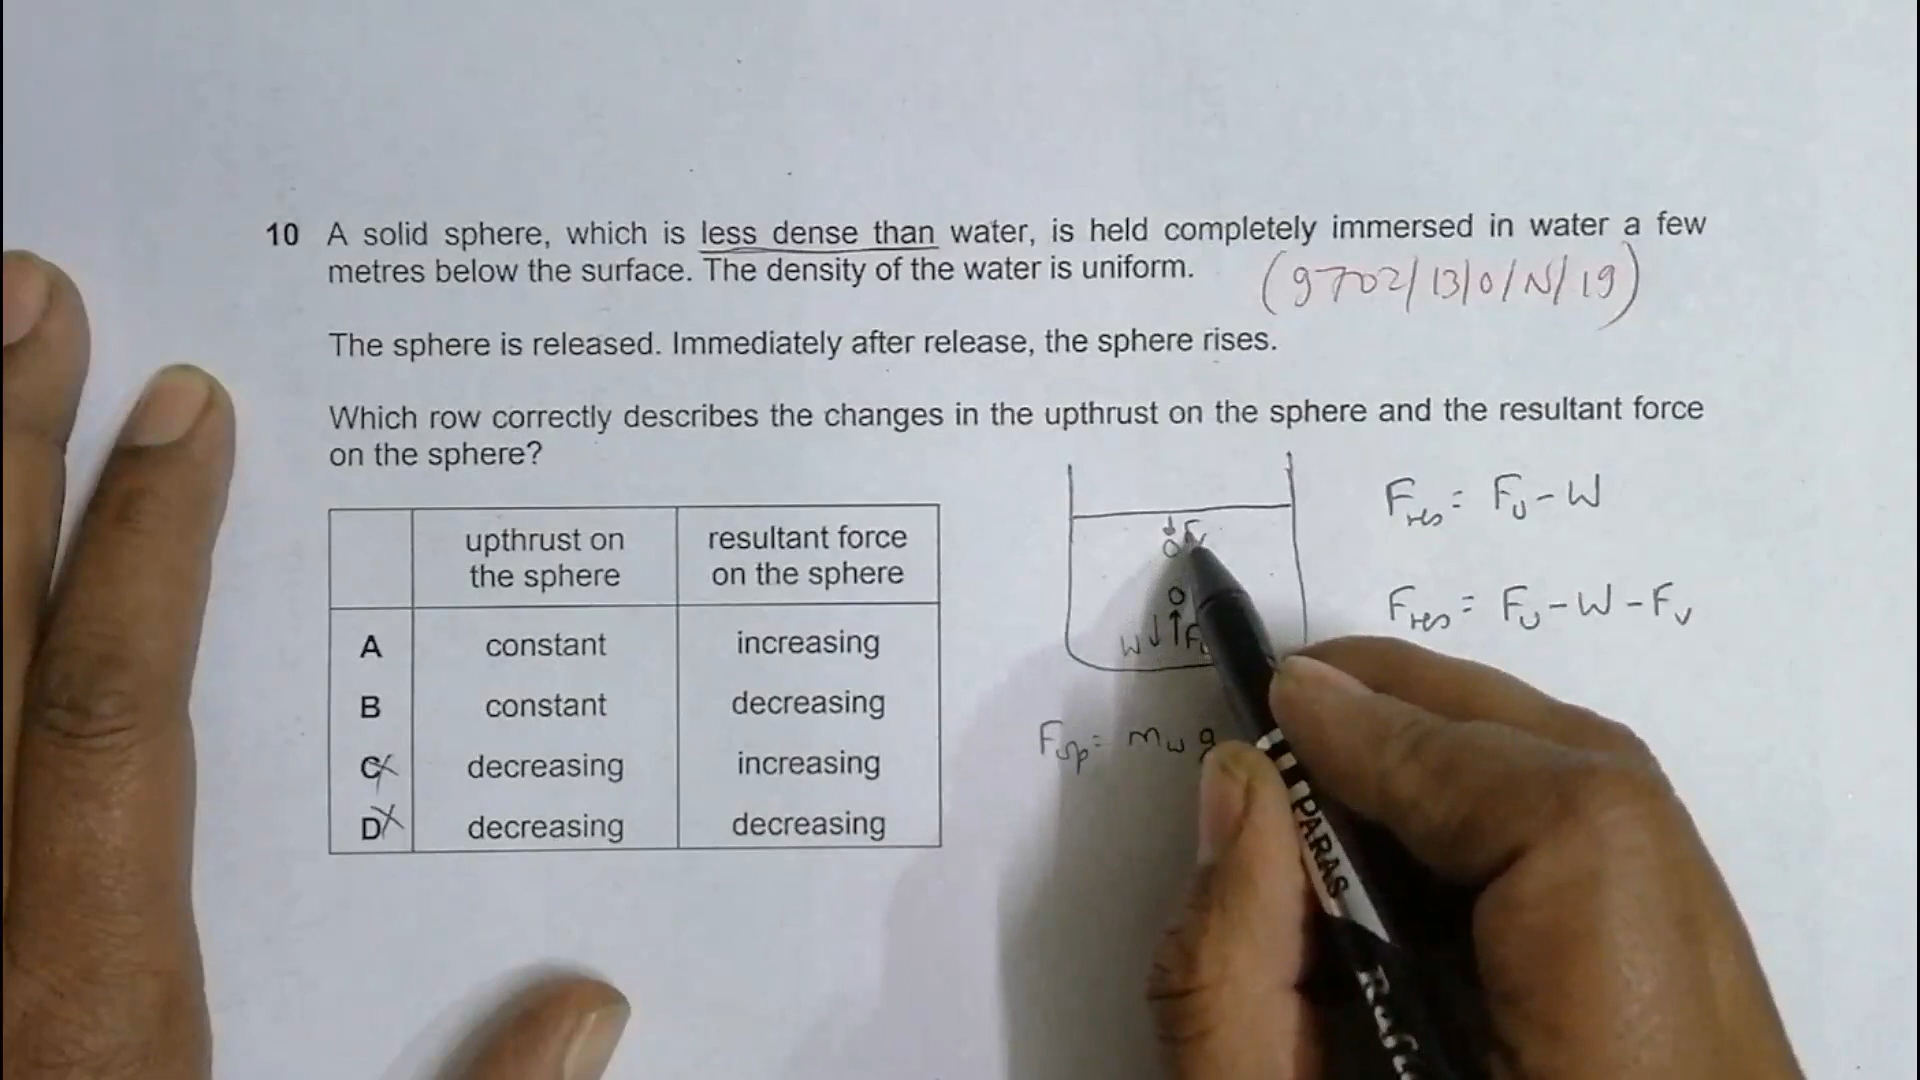 10 A solid sphere, which is less dense than water, is held completely immersed in water a few
metres below the surface. The density of the water is uniform.
(9702/13/O/N/19)
The sphere is released. Immediately after release, the sphere rises.
Which row correctly describes the changes in the upthrust on the sphere and the resultant force
on the sphere?
upthrust on
the sphere
resultant force
on the sphere
A constant increasing
B constant decreasing
C decreasing increasing
D decreasing decreasing
W
Fres = FU - W
Fres = FU - W - Fv
Fup = mw g
PARAS